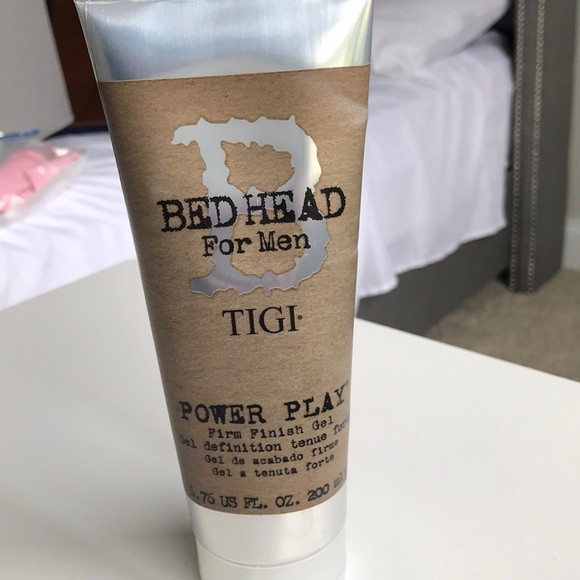 B
BED HEAD
For Men
TIGI®
POWER PLAY™
Firm Finish Gel
Gel definition tenue forte
Gel de acabado firme
Gel a tenuta forte
6.76 US FL. OZ. 200 ml